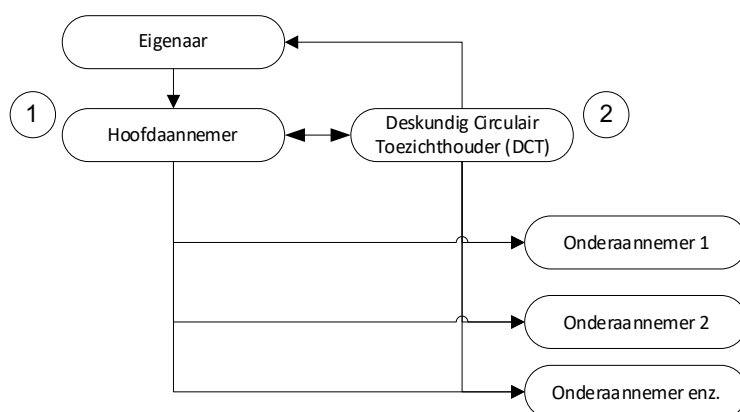 Eigenaar
1
Hoofdaannemer
Deskundig Circulair
Toezichthouder (DCT)
2
Onderaannemer 1
Onderaannemer 2
Onderaannemer enz.